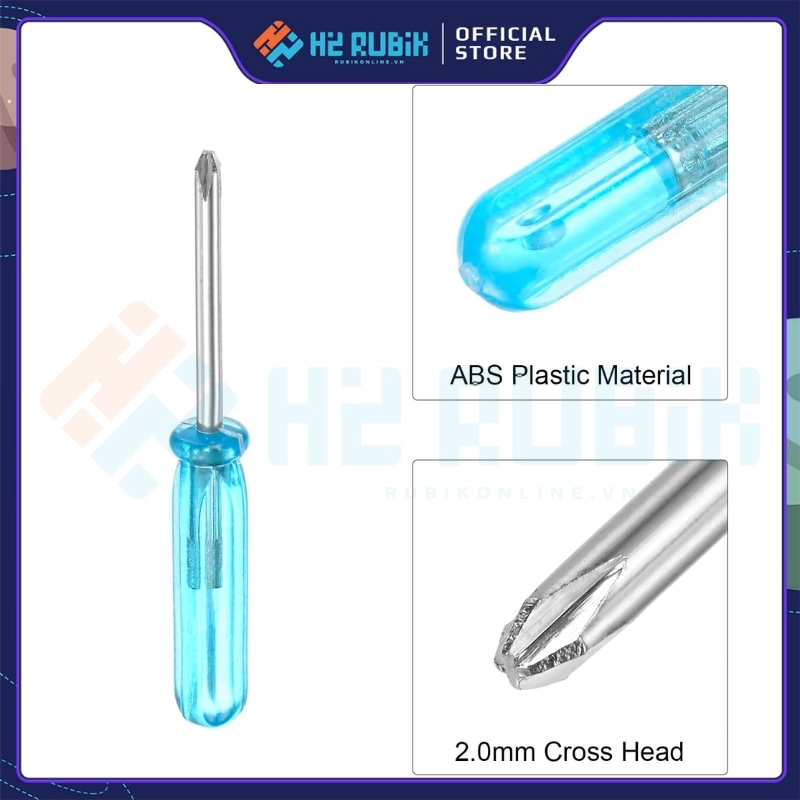 H2 RUBiK
RUBIKONLINE.VN
OFFICIAL
STORE
ABS Plastic Material
H2 RUBiK
RUBIKONLINE.VN
2.0mm Cross Head